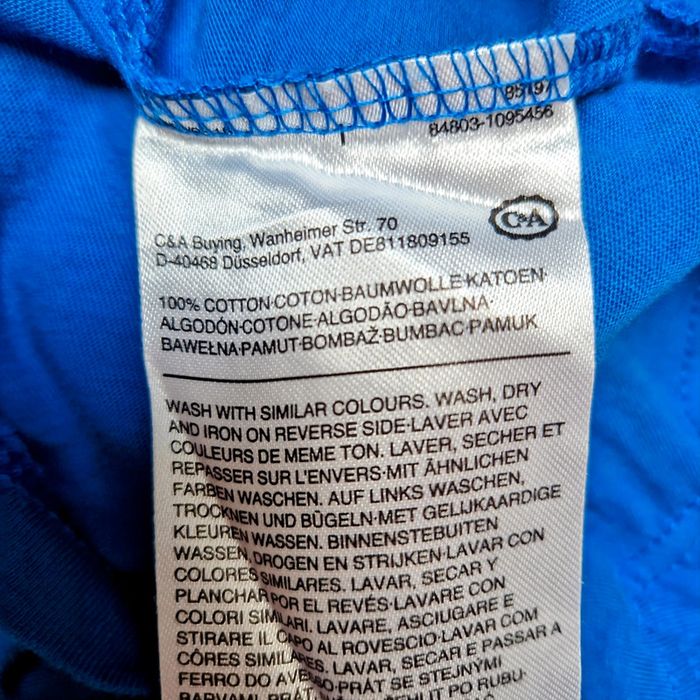 85197
84803-1095456
C&A
C&A Buying, Wanheimer Str. 70
D-40468 Düsseldorf, VAT DE811809155
100% COTTON·COTON·BAUMWOLLE·KATOEN·
ALGODÓN·COTONE·ALGODÃO·BAVLNA·
BAWEŁNA·PAMUT·BOMBAŽ·BUMBAC·PAMUK
WASH WITH SIMILAR COLOURS. WASH, DRY
AND IRON ON REVERSE SIDE·LAVER AVEC
COULEURS DE MEME TON. LAVER, SECHER ET
REPASSER SUR L'ENVERS·MIT ÄHNLICHEN
FARBEN WASCHEN. AUF LINKS WASCHEN,
TROCKNEN UND BÜGELN·MET GELIJKAARDIGE
KLEUREN WASSEN. BINNENSTEBUITEN
WASSEN, DROGEN EN STRIJKEN·LAVAR CON
COLORES SIMILARES. LAVAR, SECAR Y
PLANCHAR POR EL REVÉS·LAVARE CON
COLORI SIMILARI. LAVARE, ASCIUGARE E
STIRARE IL CAPO AL ROVESCIO·LAVAR COM
CÔRES SIMILARES. LAVAR, SECAR E PASSAR A
FERRO DO AVESSO·PRÁT SE STEJNÝMI
BARVAMI. PRÁT PO RUBU·